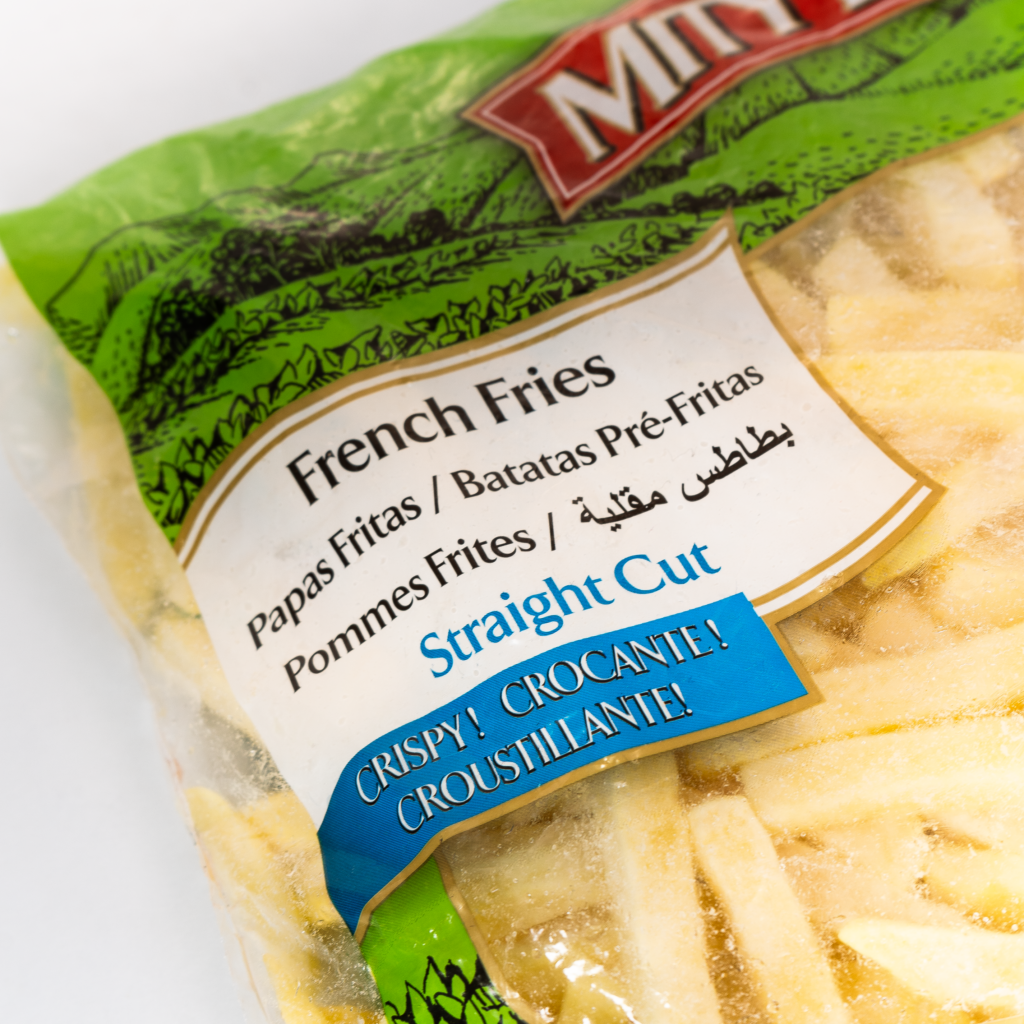 French Fries
Papas Fritas / Batatas Pré-Fritas
Pommes Frites / بطاطس مقلية
Straight Cut
CRISPY! CROCANTE!
CROUSTILLANTE!